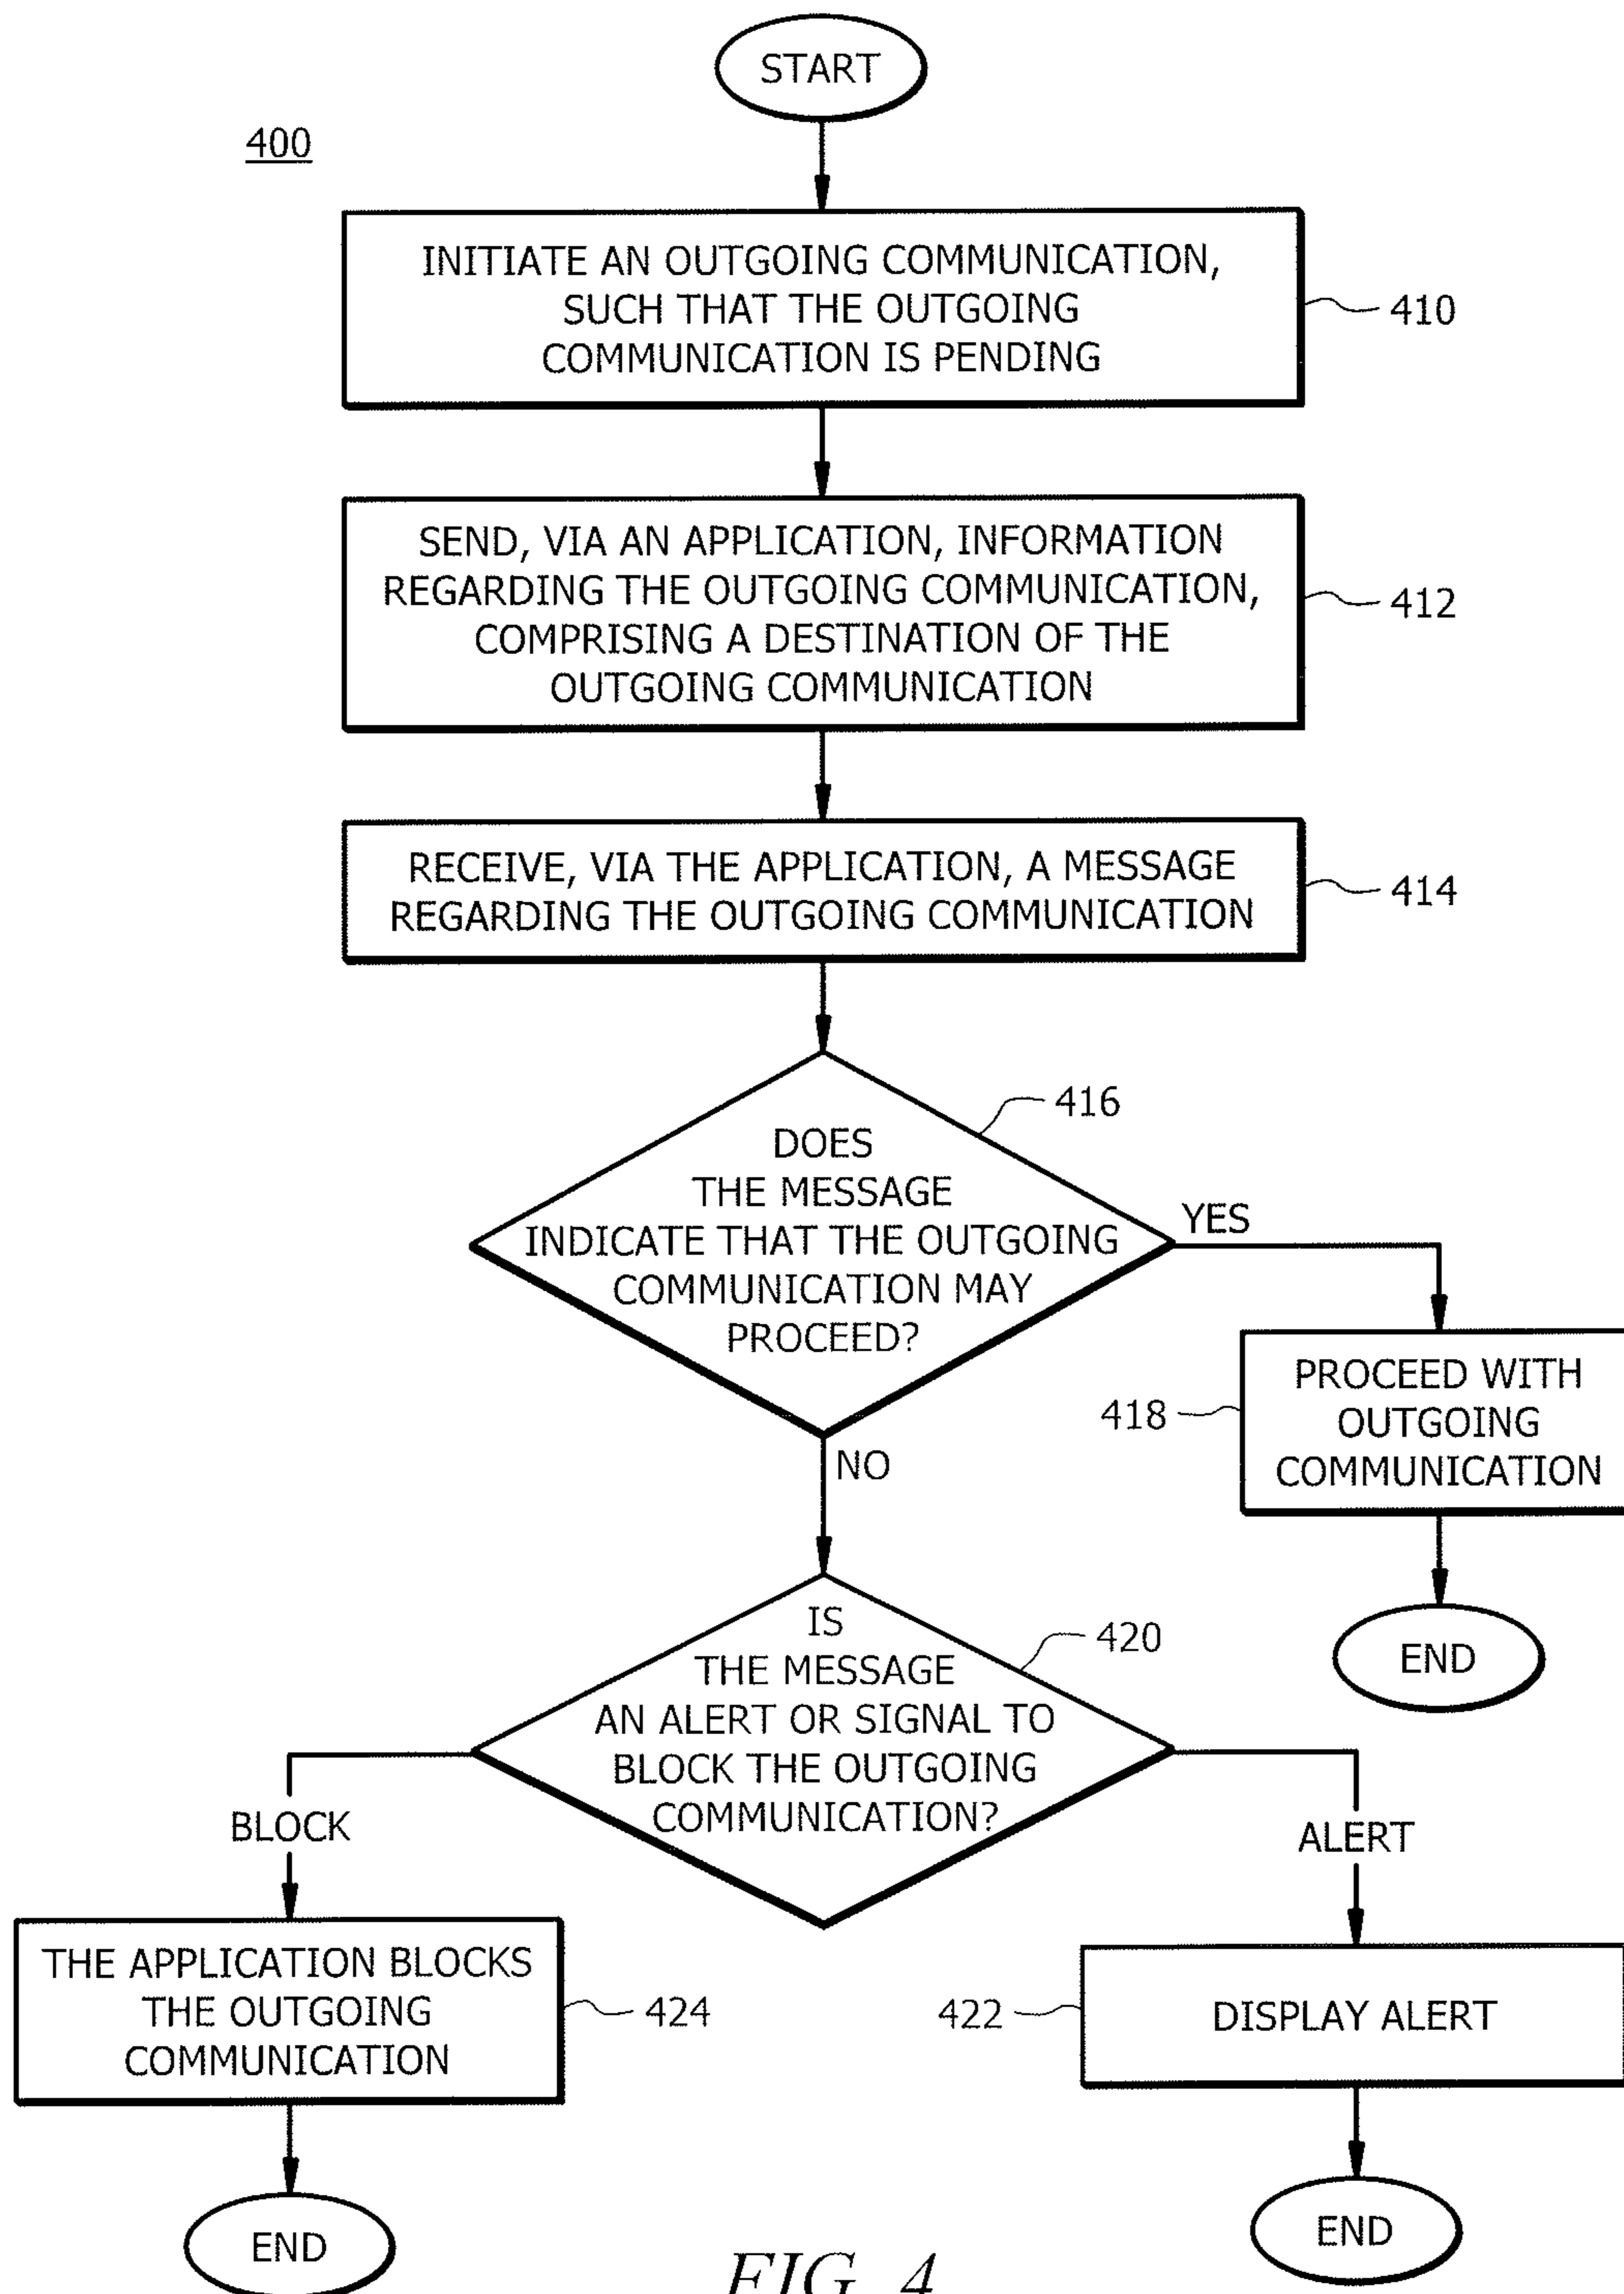 START
400
INITIATE AN OUTGOING COMMUNICATION,
SUCH THAT THE OUTGOING
COMMUNICATION IS PENDING
410
SEND, VIA AN APPLICATION, INFORMATION
REGARDING THE OUTGOING COMMUNICATION,
COMPRISING A DESTINATION OF THE
OUTGOING COMMUNICATION
412
RECEIVE, VIA THE APPLICATION, A MESSAGE
REGARDING THE OUTGOING COMMUNICATION
414
416
DOES
THE MESSAGE
INDICATE THAT THE OUTGOING
COMMUNICATION MAY
PROCEED?
YES
418
PROCEED WITH
OUTGOING
COMMUNICATION
END
NO
420
IS
THE MESSAGE
AN ALERT OR SIGNAL TO
BLOCK THE OUTGOING
COMMUNICATION?
BLOCK
ALERT
THE APPLICATION BLOCKS
THE OUTGOING
COMMUNICATION
424
422
DISPLAY ALERT
END
END
FIG. 4